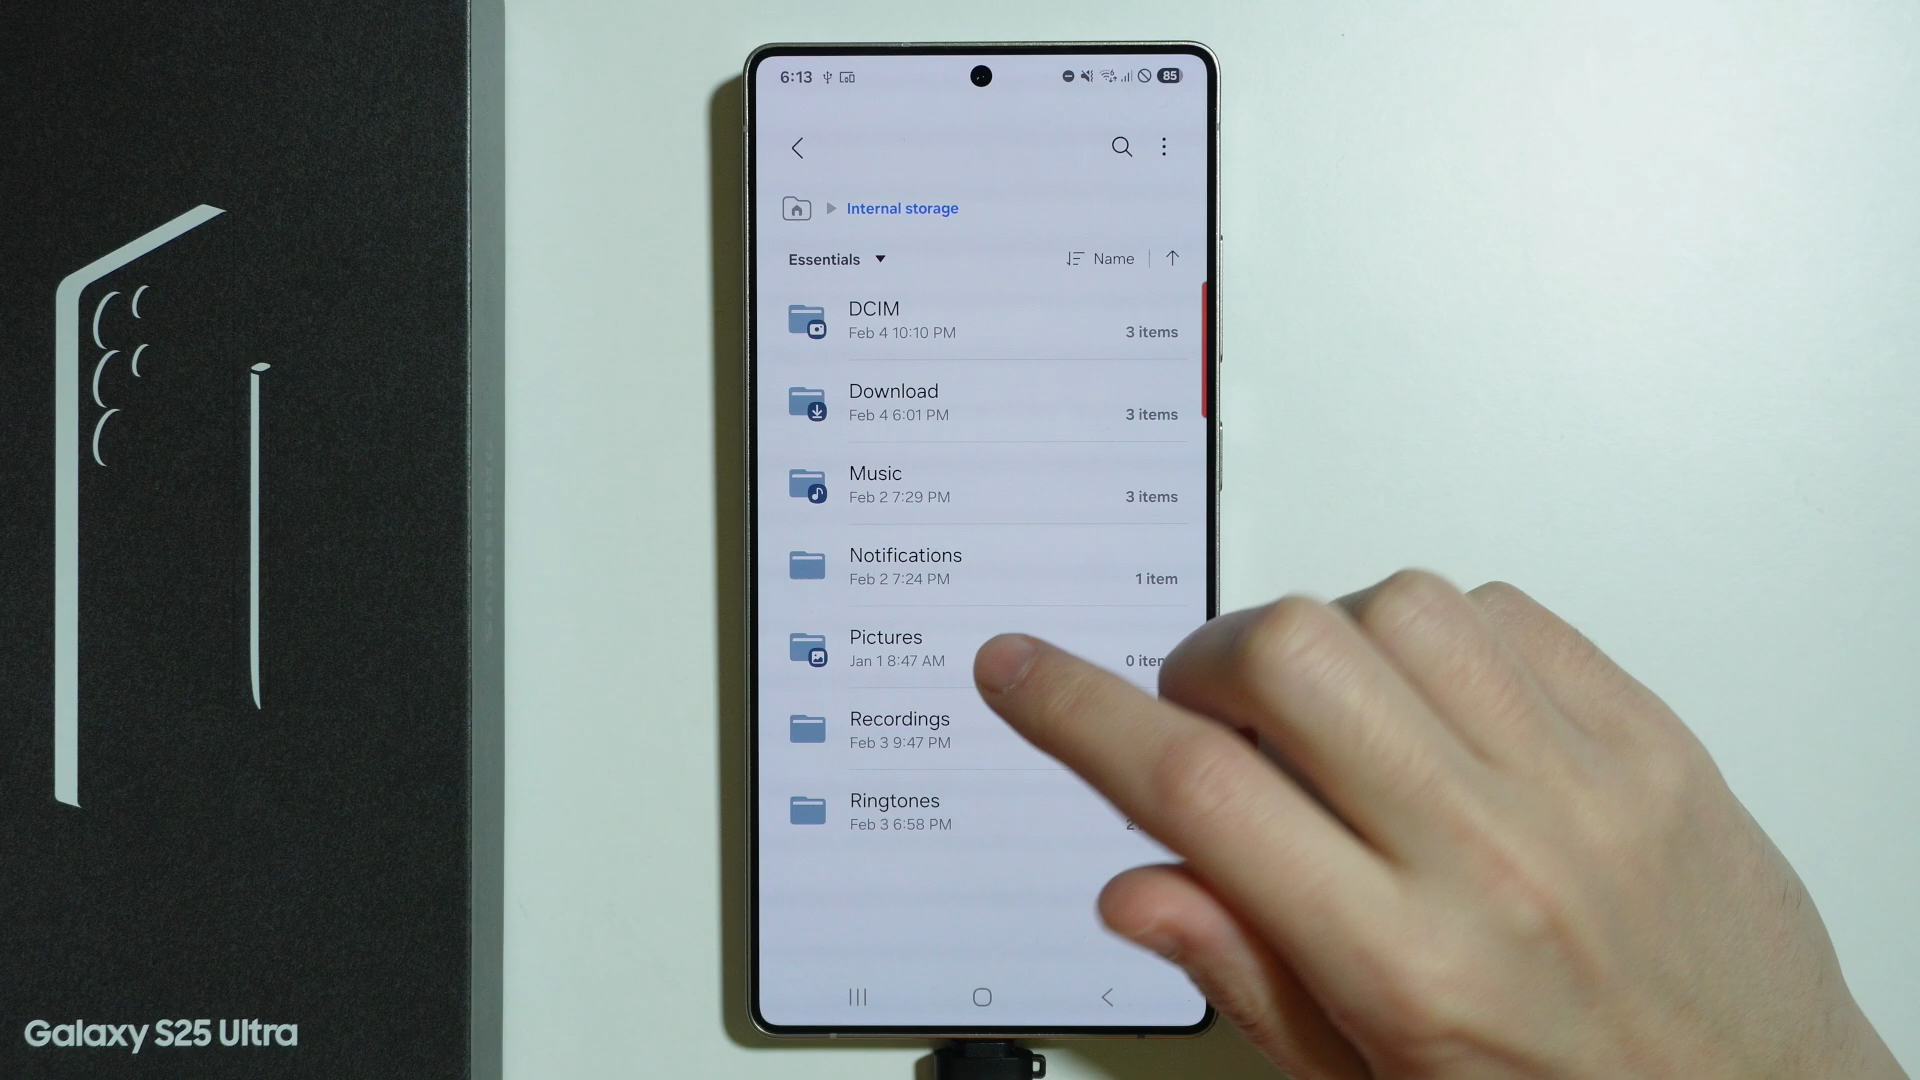 6:13
85
Internal storage
Essentials
Name
DCIM
Feb 4 10:10 PM
3 items
Download
Feb 4 6:01 PM
3 items
Music
Feb 2 7:29 PM
3 items
Notifications
Feb 2 7:24 PM
1 item
Pictures
Jan 1 8:47 AM
0
Recordings
Feb 3 9:47 PM
Ringtones
Feb 3 6:58 PM
Galaxy S25 Ultra